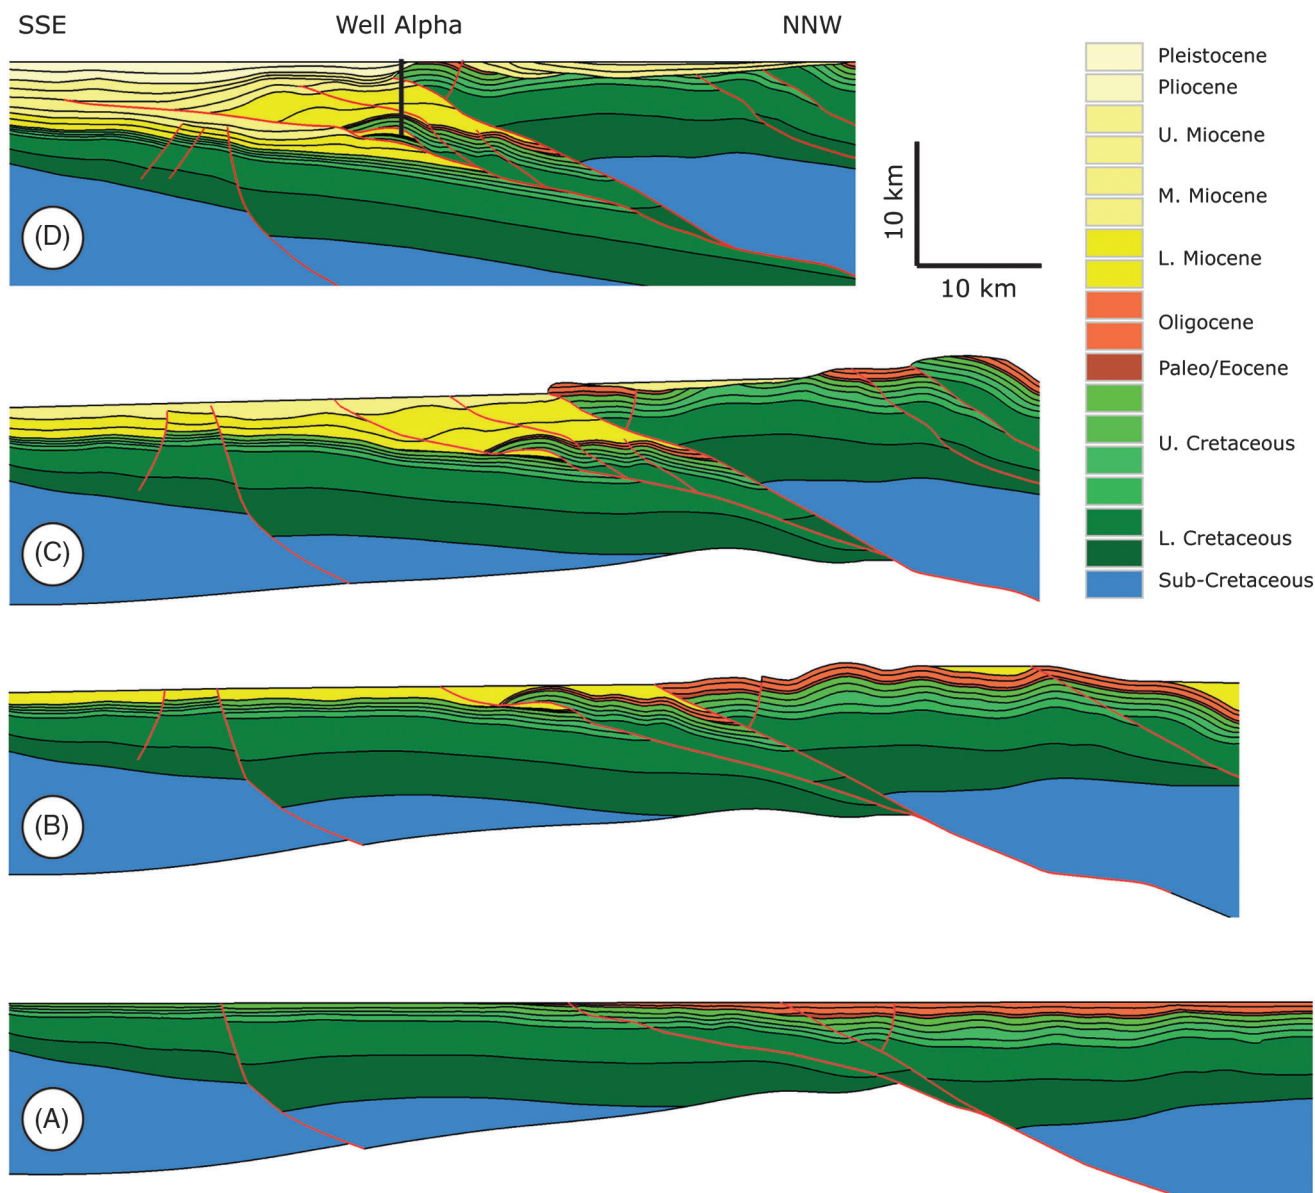 SSE Well Alpha NNW
Pleistocene
Pliocene
U. Miocene
M. Miocene
L. Miocene
Oligocene
Paleo/Eocene
U. Cretaceous
L. Cretaceous
Sub-Cretaceous
10 km
10 km
(D)
(C)
(B)
(A)